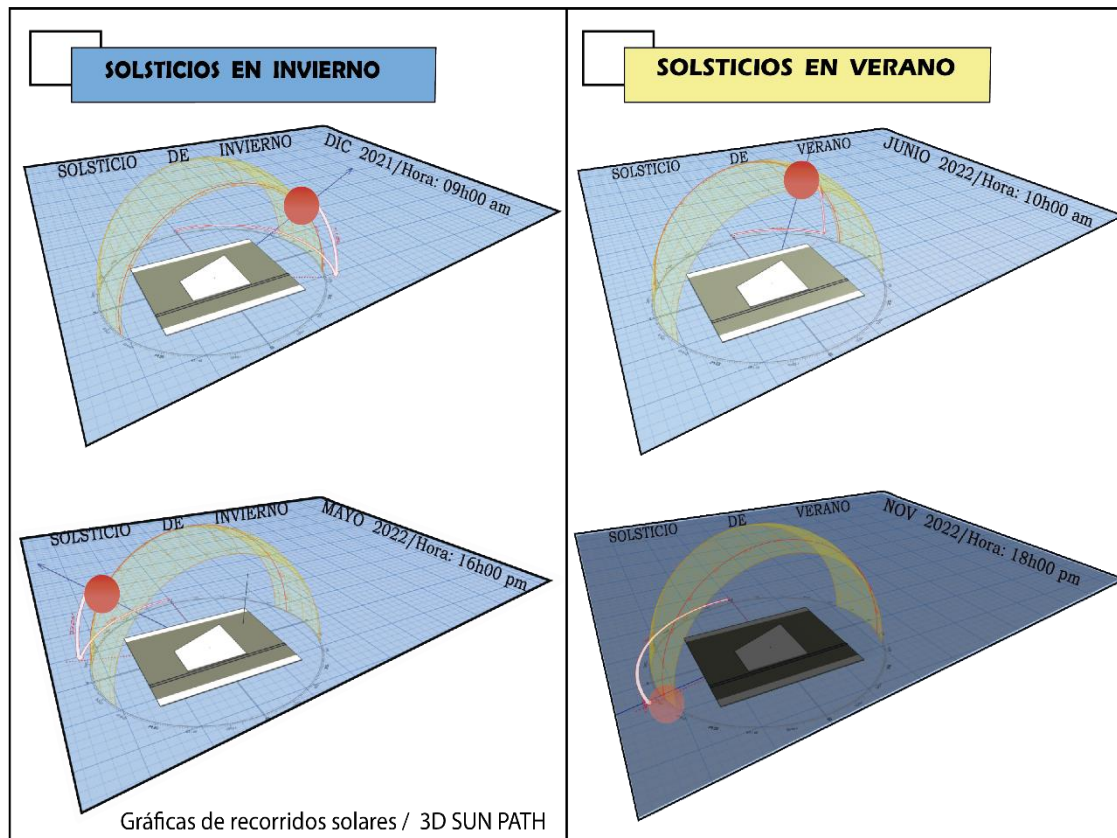 SOLSTICIOS EN INVIERNO
SOLSTICIO DE INVIERNO
DIC 2021/Hora: 09h00 am
SOLSTICIO DE INVIERNO
MAYO 2022/Hora: 16h00 pm
Gráficas de recorridos solares / 3D SUN PATH
SOLSTICIOS EN VERANO
SOLSTICIO DE VERANO
JUNIO 2022/Hora: 10h00 am
SOLSTICIO DE VERANO
NOV 2022/Hora: 18h00 pm